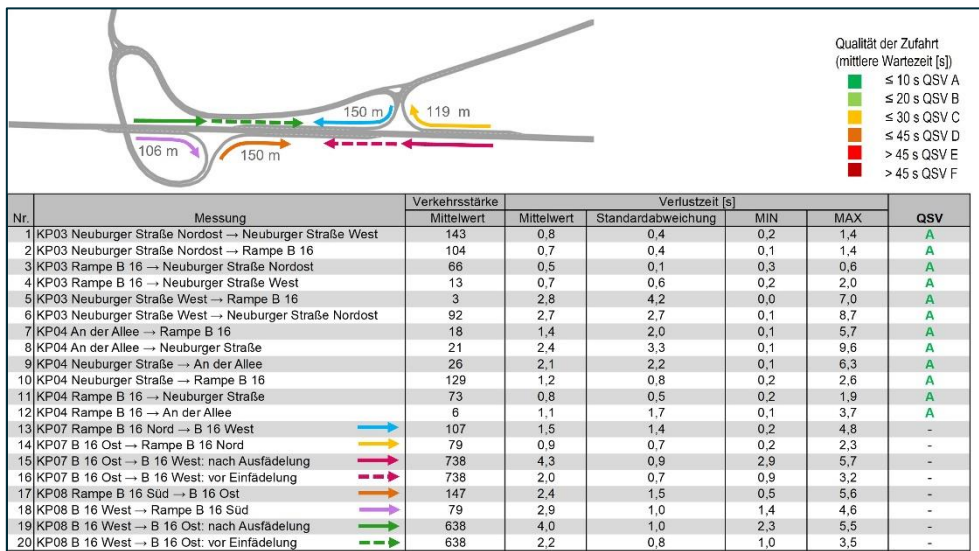 Qualität der Zufahrt
(mittlere Wartezeit [s])
≤ 10 s QSV A
≤ 20 s QSV B
≤ 30 s QSV C
≤ 45 s QSV D
> 45 s QSV E
> 45 s QSV F
150 m
119 m
106 m
150 m
Verkehrsstärke Verlustzeit [s]
Nr. Messung Mittelwert Mittelwert Standardabweichung MIN MAX QSV
1 KP03 Neuburger Straße Nordost → Neuburger Straße West 143 0,8 0,4 0,2 1,4 A
2 KP03 Neuburger Straße Nordost → Rampe B 16 104 0,7 0,4 0,1 1,4 A
3 KP03 Rampe B 16 → Neuburger Straße Nordost 66 0,5 0,1 0,3 0,6 A
4 KP03 Rampe B 16 → Neuburger Straße West 13 0,7 0,6 0,2 2,0 A
5 KP03 Neuburger Straße West → Rampe B 16 3 2,8 4,2 0,0 7,0 A
6 KP03 Neuburger Straße West → Neuburger Straße Nordost 92 2,7 2,7 0,1 8,7 A
7 KP04 An der Allee → Rampe B 16 18 1,4 2,0 0,1 5,7 A
8 KP04 An der Allee → Neuburger Straße 21 2,4 3,3 0,1 9,6 A
9 KP04 Neuburger Straße → An der Allee 26 2,1 2,2 0,1 6,3 A
10 KP04 Neuburger Straße → Rampe B 16 129 1,2 0,8 0,2 2,6 A
11 KP04 Rampe B 16 → Neuburger Straße 73 0,8 0,5 0,2 1,9 A
12 KP04 Rampe B 16 → An der Allee 6 1,1 1,7 0,1 3,7 A
13 KP07 Rampe B 16 Nord → B 16 West 107 1,5 1,4 0,2 4,8 -
14 KP07 B 16 Ost → Rampe B 16 Nord 79 0,9 0,7 0,2 2,3 -
15 KP07 B 16 Ost → B 16 West: nach Ausfädelung 738 4,3 0,9 2,9 5,7 -
16 KP07 B 16 Ost → B 16 West: vor Einfädelung 738 2,0 0,7 0,9 3,2 -
17 KP08 Rampe B 16 Süd → B 16 Ost 147 2,4 1,5 0,5 5,6 -
18 KP08 B 16 West → Rampe B 16 Süd 79 2,9 1,0 1,4 4,6 -
19 KP08 B 16 West → B 16 Ost: nach Ausfädelung 638 4,0 1,0 2,3 5,5 -
20 KP08 B 16 West → B 16 Ost: vor Einfädelung 638 2,2 0,8 1,0 3,5 -